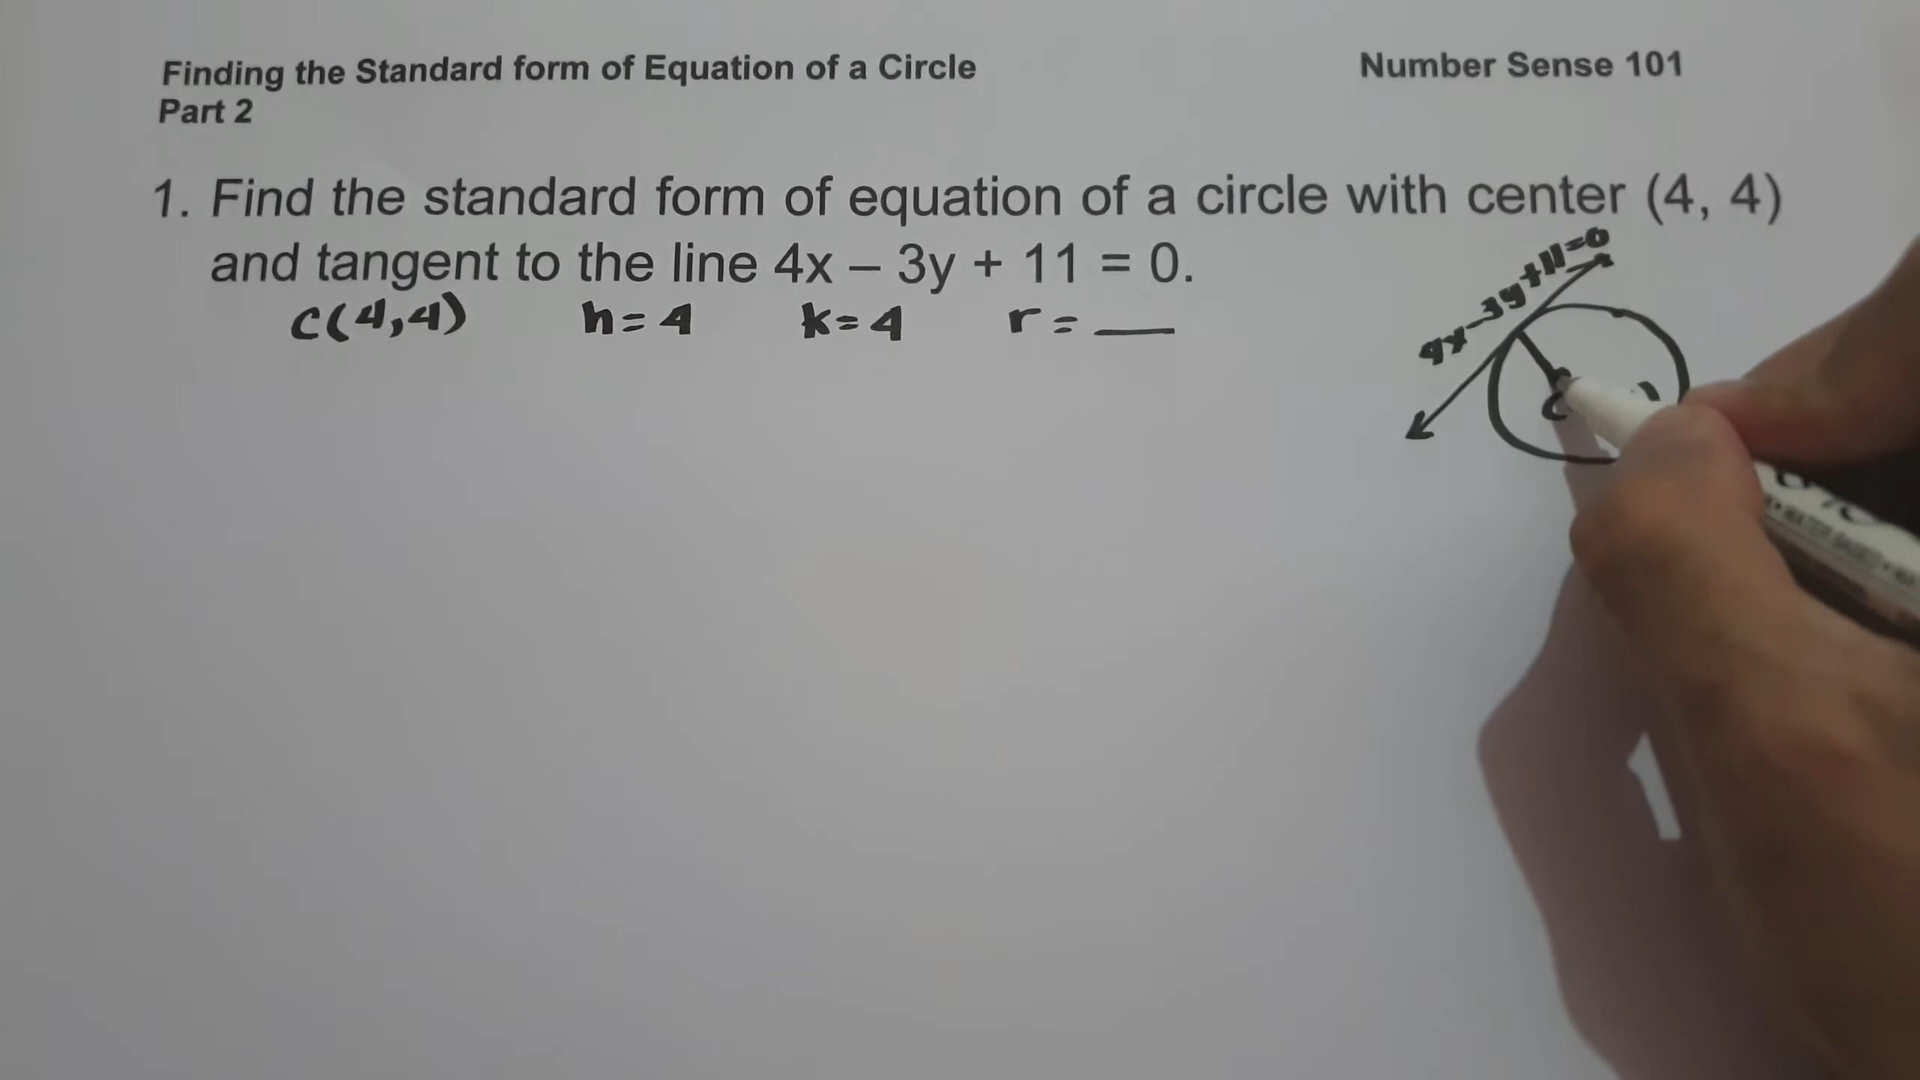 Finding the Standard form of Equation of a Circle
Part 2
Number Sense 101
1. Find the standard form of equation of a circle with center (4, 4)
and tangent to the line 4x – 3y + 11 = 0.
C(4,4) h=4 k=4 r=__
4x-3y+11=0
C